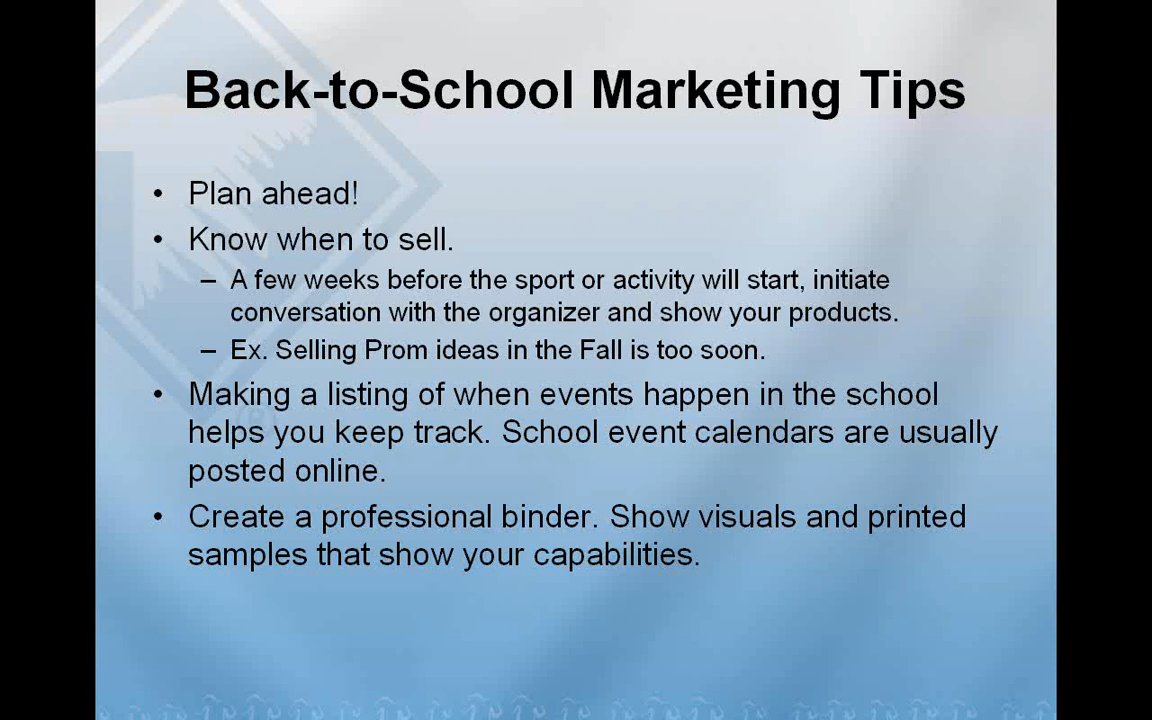 Back-to-School Marketing Tips
• Plan ahead!
• Know when to sell.
– A few weeks before the sport or activity will start, initiate
conversation with the organizer and show your products.
– Ex. Selling Prom ideas in the Fall is too soon.
• Making a listing of when events happen in the school
helps you keep track. School event calendars are usually
posted online.
• Create a professional binder. Show visuals and printed
samples that show your capabilities.